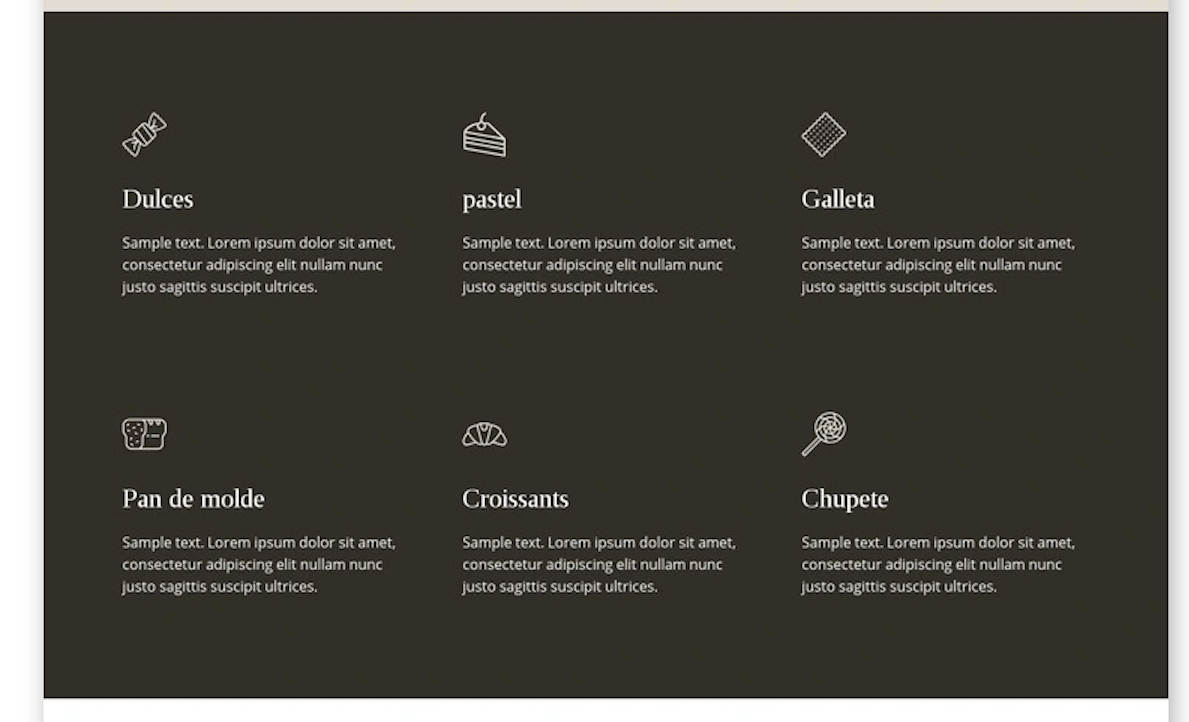 Dulces
Sample text. Lorem ipsum dolor sit amet,
consectetur adipiscing elit nullam nunc
justo sagittis suscipit ultrices.
pastel
Sample text. Lorem ipsum dolor sit amet,
consectetur adipiscing elit nullam nunc
justo sagittis suscipit ultrices.
Galleta
Sample text. Lorem ipsum dolor sit amet,
consectetur adipiscing elit nullam nunc
justo sagittis suscipit ultrices.
Pan de molde
Sample text. Lorem ipsum dolor sit amet,
consectetur adipiscing elit nullam nunc
justo sagittis suscipit ultrices.
Croissants
Sample text. Lorem ipsum dolor sit amet,
consectetur adipiscing elit nullam nunc
justo sagittis suscipit ultrices.
Chupete
Sample text. Lorem ipsum dolor sit amet,
consectetur adipiscing elit nullam nunc
justo sagittis suscipit ultrices.